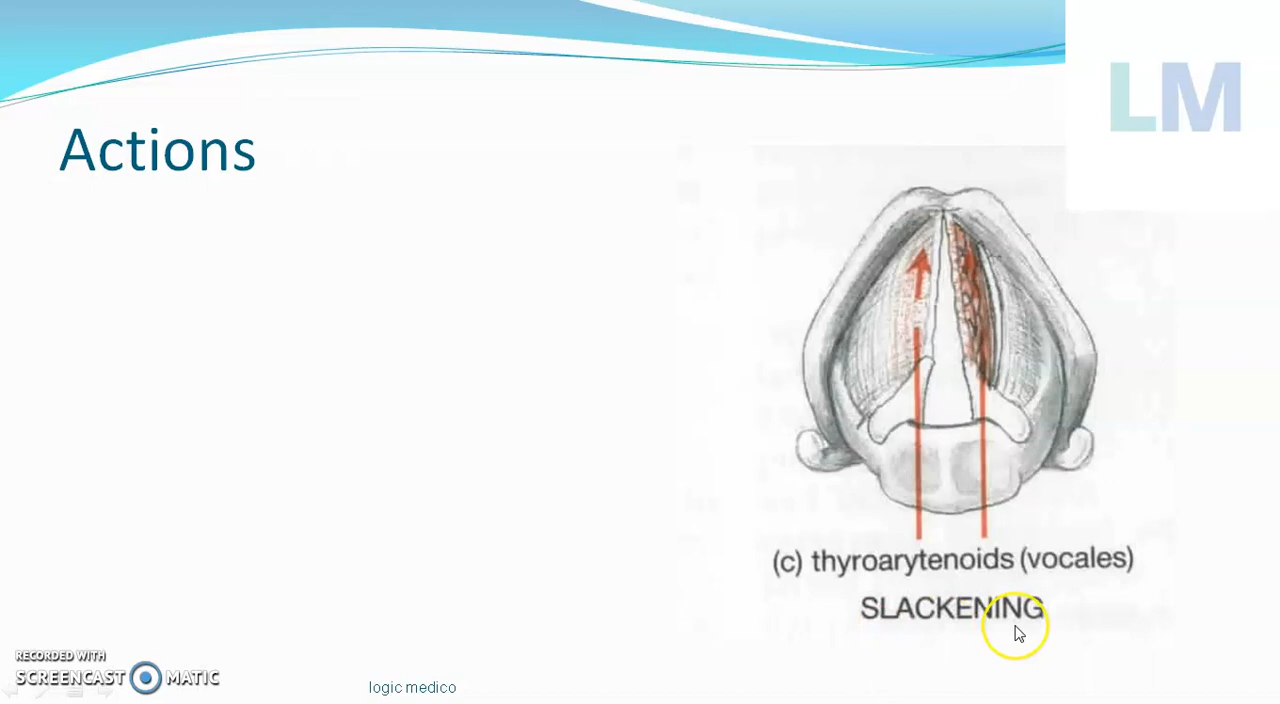 LM
Actions
(c) thyroarytenoids (vocales)
SLACKENING
RECORDED WITH
SCREENCAST MATIC
logic medico